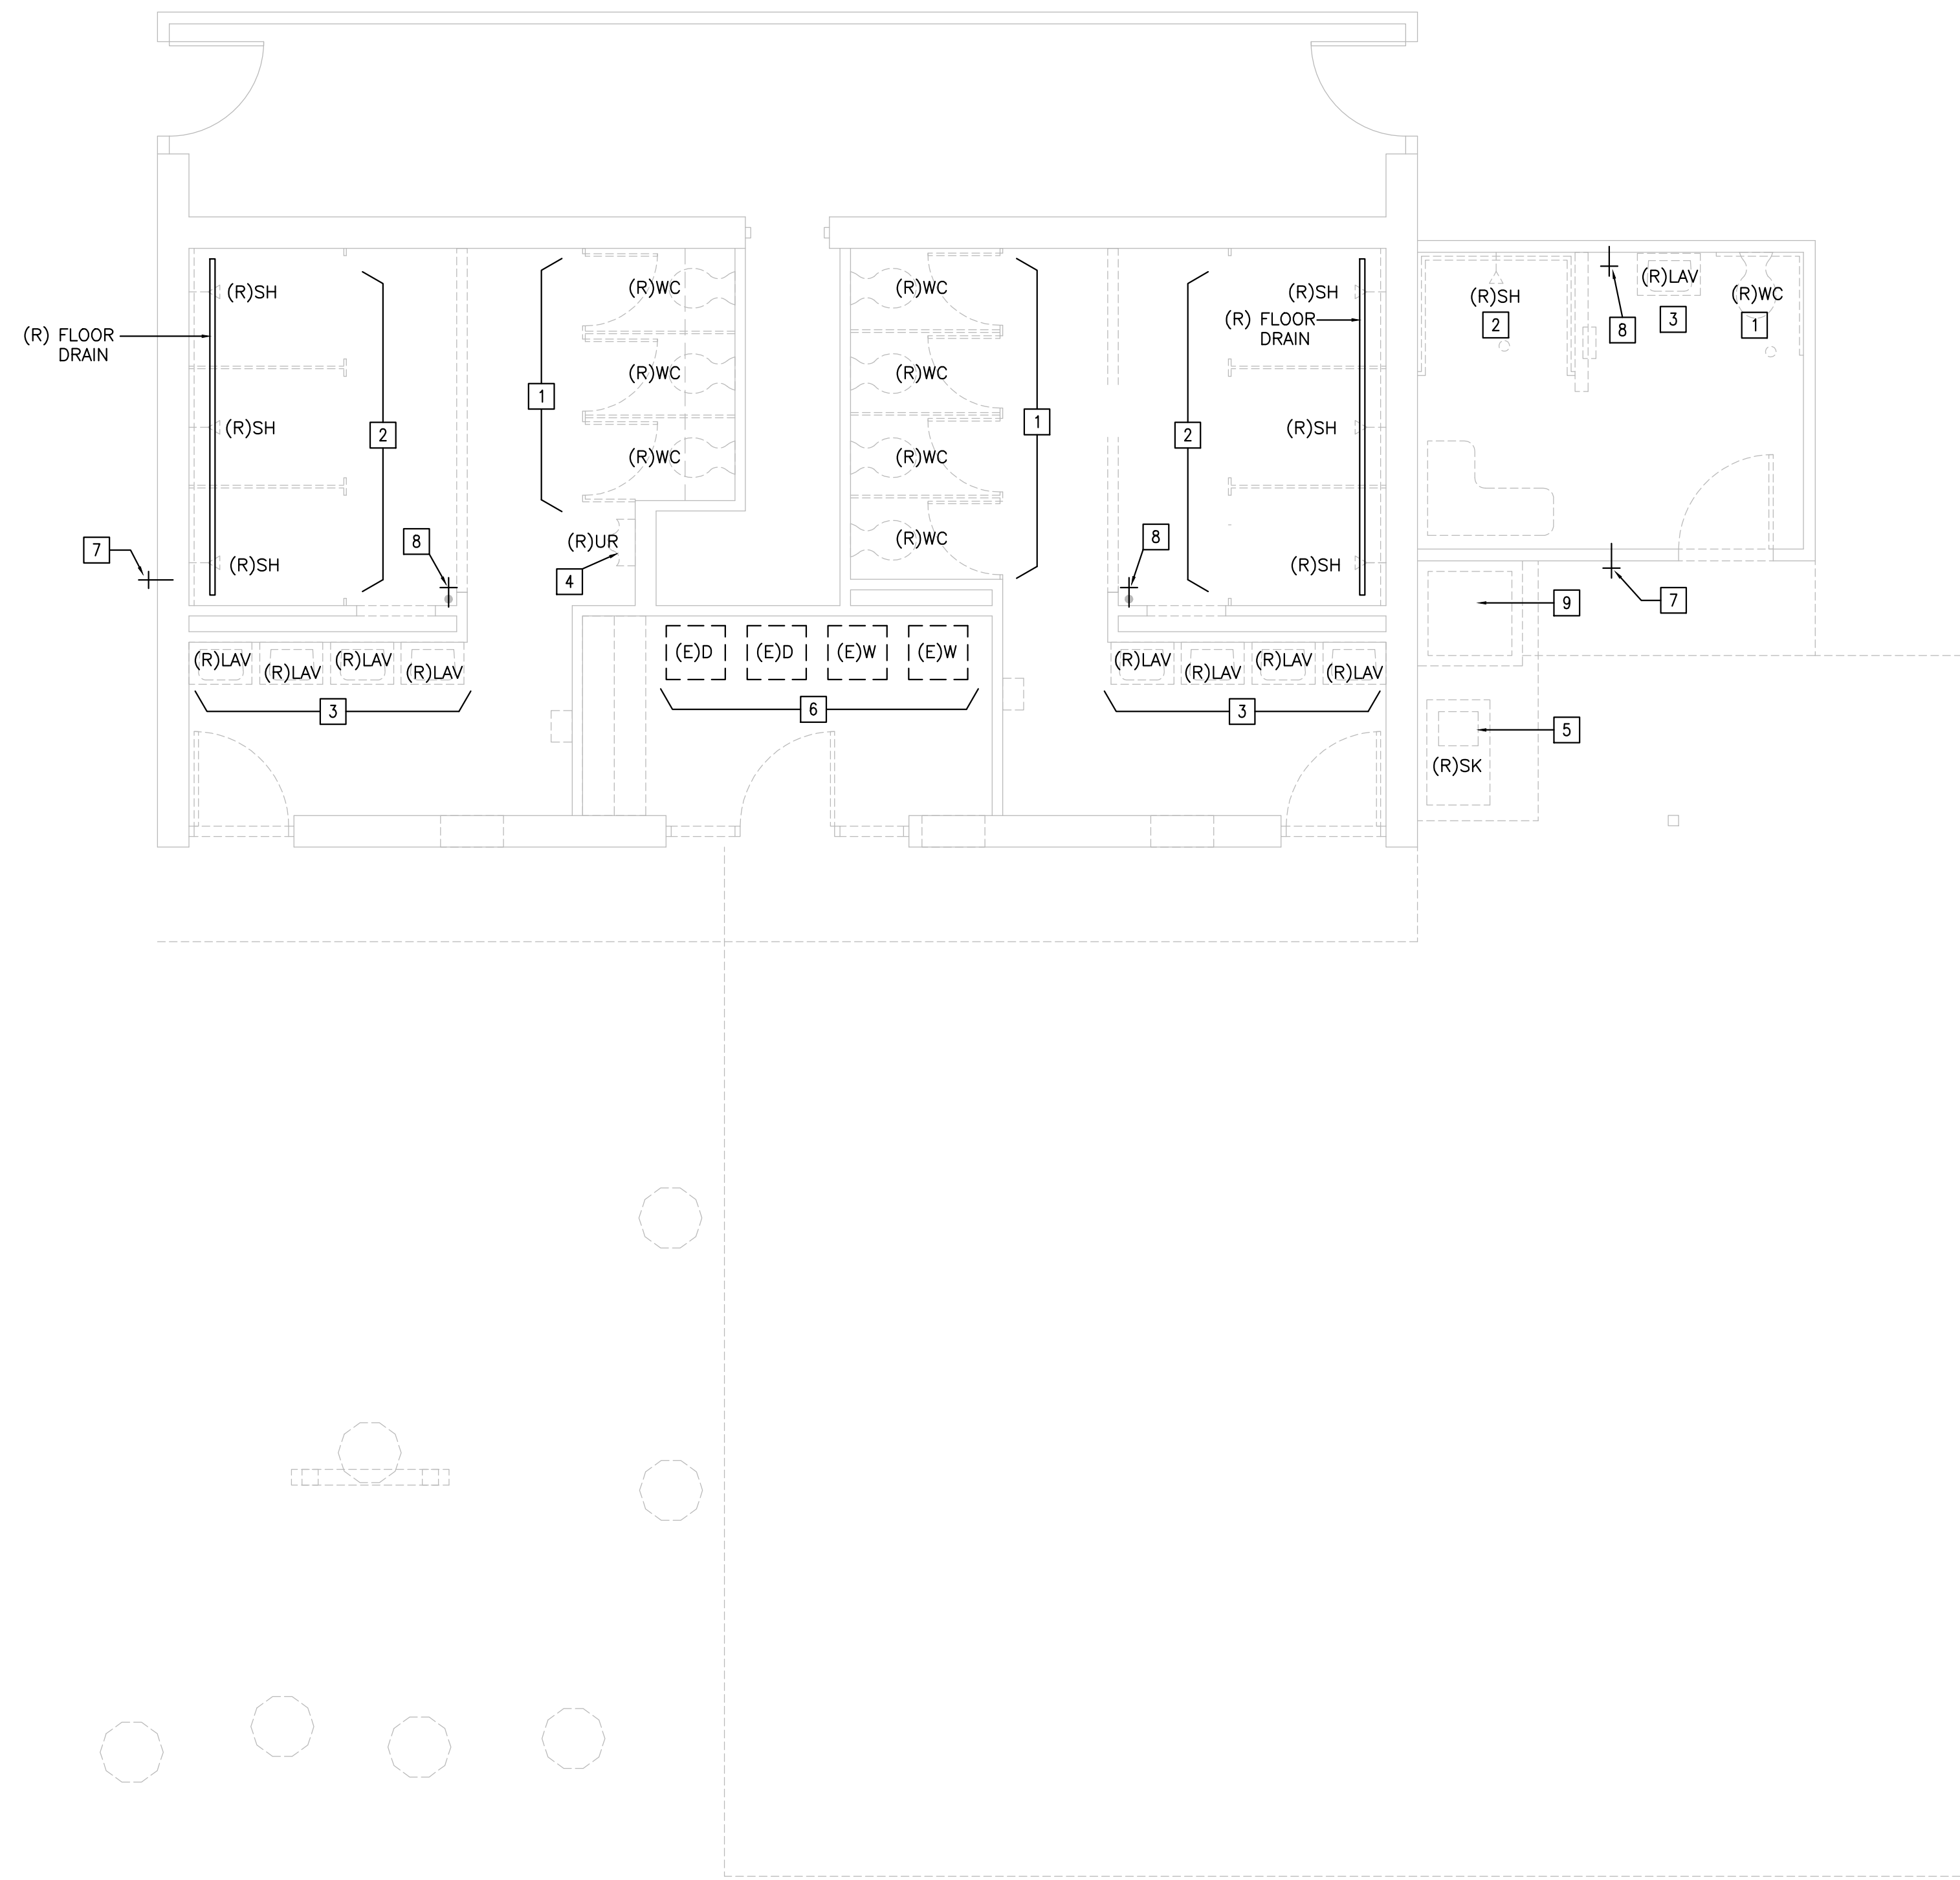 (R)SH
(R)WC
(R)WC
(R)SH
(R)LAV
(R)WC
(R)SH
3
8
2
1
(R) FLOOR
DRAIN
(R) FLOOR
DRAIN
(R)WC
(R)WC
1
1
(R)SH
2
2
(R)SH
(R)WC
(R)WC
8
8
(R)UR
(R)WC
7
4
(R)SH
(R)SH
9
7
(R)LAV
(R)LAV
(R)LAV
(R)LAV
(E)D
(E)D
(E)W
(E)W
(R)LAV
(R)LAV
(R)LAV
(R)LAV
3
6
3
5
(R)SK